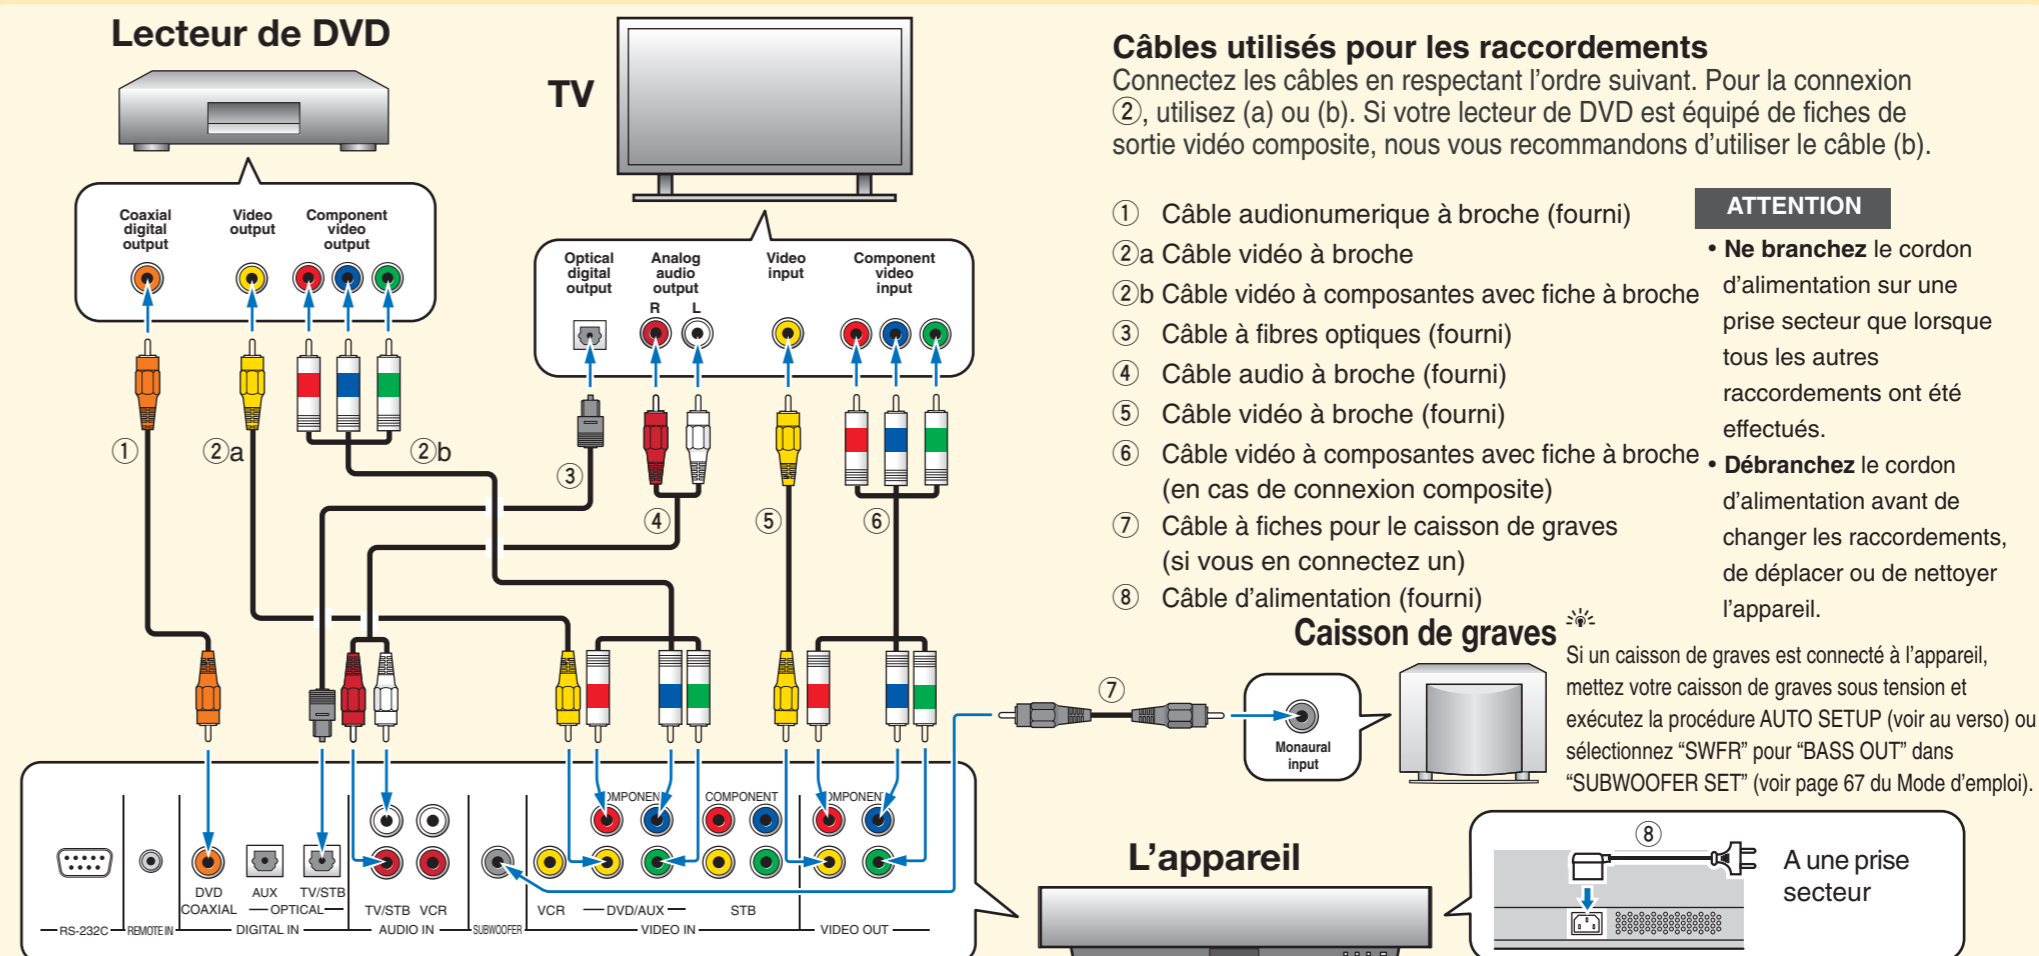 Lecteur de DVD
TV
Coaxial
digital
output
Video
output
Component
video
output
Optical
digital
output
Analog
audio
output
R L
Video
input
Component
video
input
① ②a ②b
③
④
⑤
⑥
Câbles utilisés pour les raccordements
Connectez les câbles en respectant l'ordre suivant. Pour la connexion
②, utilisez (a) ou (b). Si votre lecteur de DVD est équipé de fiches de
sortie vidéo composite, nous vous recommandons d'utiliser le câble (b).
① Câble audionumerique à broche (fourni)
②a Câble vidéo à broche
②b Câble vidéo à composantes avec fiche à broche
③ Câble à fibres optiques (fourni)
④ Câble audio à broche (fourni)
⑤ Câble vidéo à broche (fourni)
⑥ Câble vidéo à composantes avec fiche à broche
(en cas de connexion composite)
⑦ Câble à fiches pour le caisson de graves
(si vous en connectez un)
⑧ Câble d'alimentation (fourni)
ATTENTION
• Ne branchez le cordon
d'alimentation sur une
prise secteur que lorsque
tous les autres
raccordements ont été
effectués.
• Débranchez le cordon
d'alimentation avant de
changer les raccordements,
de déplacer ou de nettoyer
l'appareil.
Caisson de graves
⑦
Monaural
input
Si un caisson de graves est connecté à l'appareil,
mettez votre caisson de graves sous tension et
exécutez la procédure AUTO SETUP (voir au verso) ou
sélectionnez “SWFR” pour “BASS OUT” dans
“SUBWOOFER SET” (voir page 67 du Mode d'emploi).
COMPONENT COMPONENT COMPONENT
DVD AUX TV/STB
COAXIAL OPTICAL TV/STB VCR VCR DVD/AUX STB
RS-232C REMOTE IN DIGITAL IN AUDIO IN SUBWOOFER VIDEO IN VIDEO OUT
L'appareil
⑧
A une prise
secteur